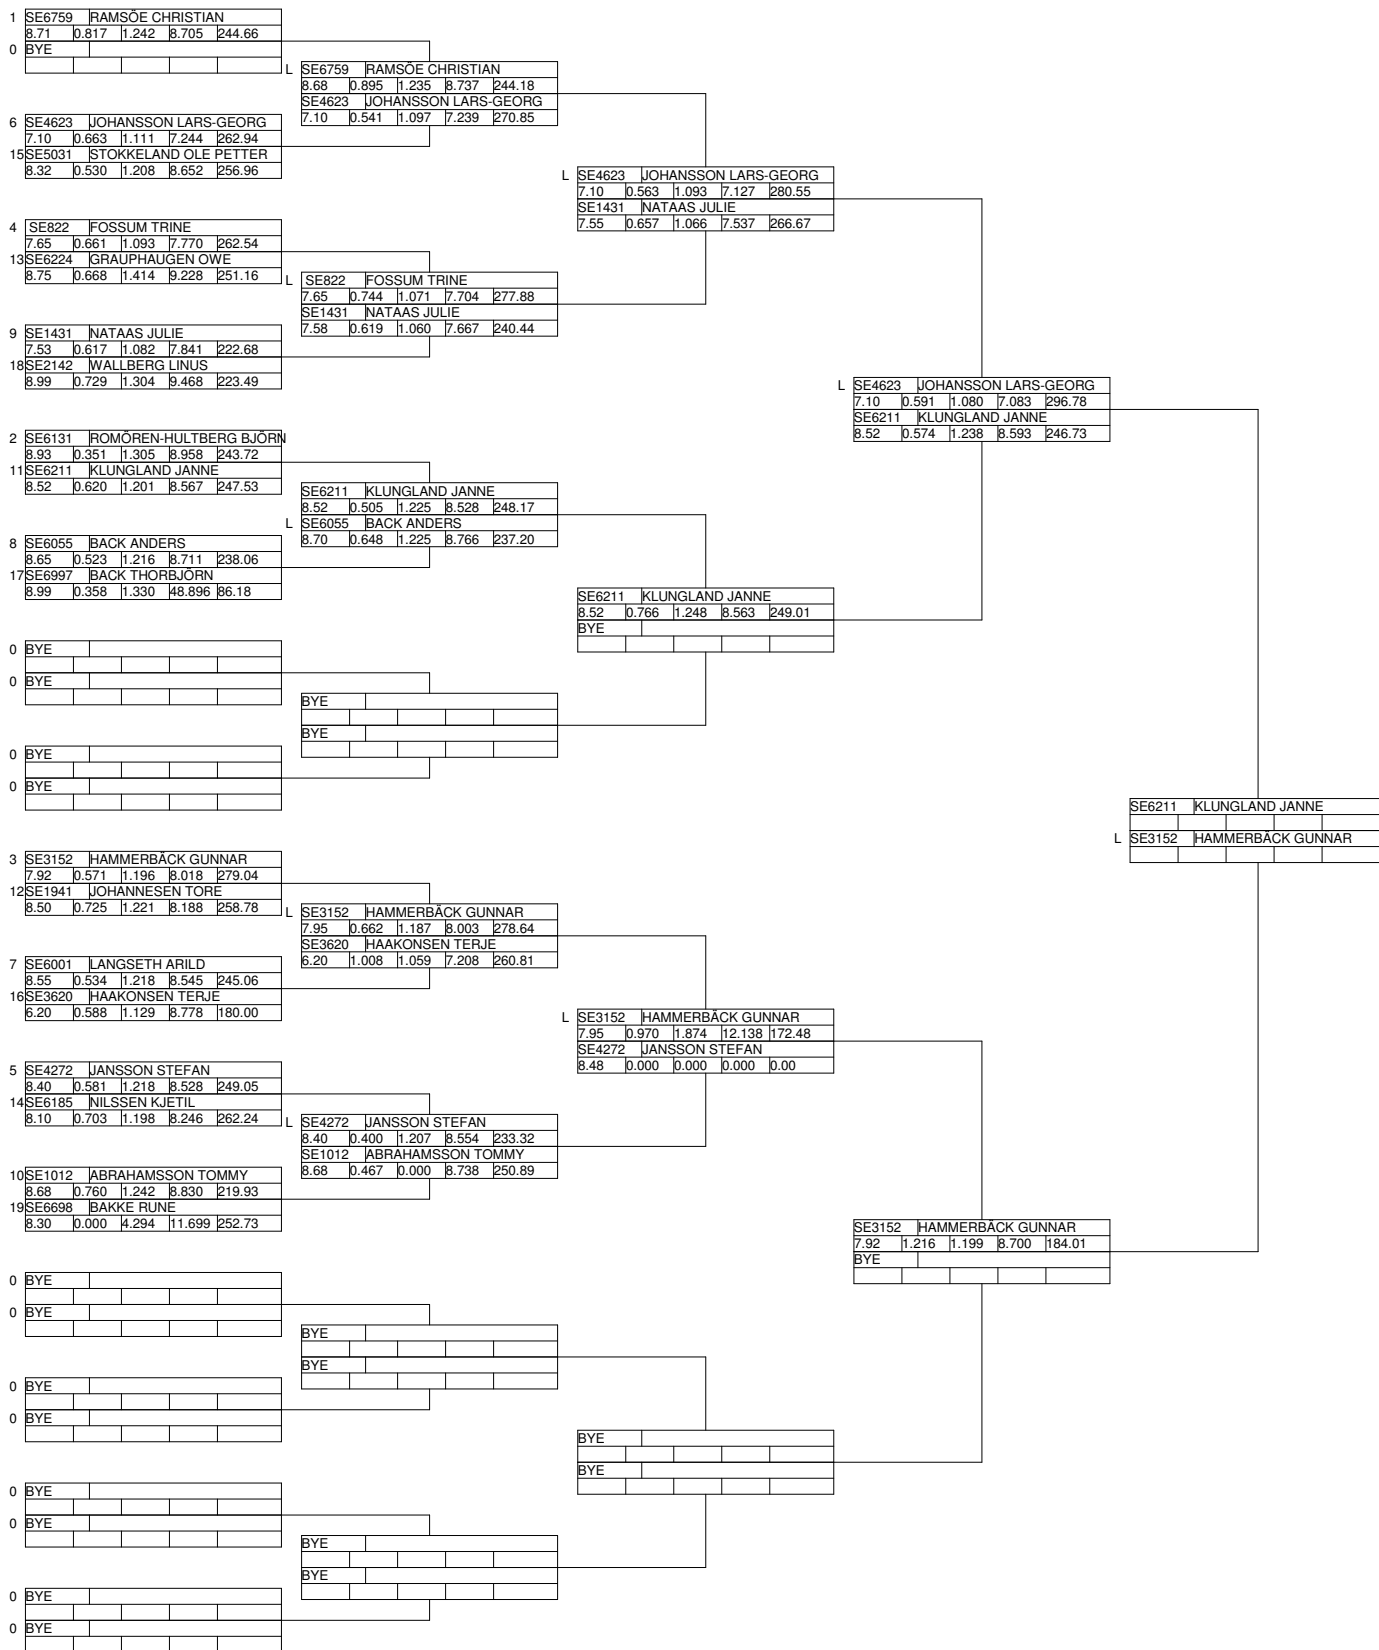 1 SE6759 RAMSÖE CHRISTIAN
8.71 0.817 1.242 8.705 244.66
0 BYE
6 SE4623 JOHANSSON LARS-GEORG
7.10 0.663 1.111 7.244 262.94
15 SE5031 STOKKELAND OLE PETTER
8.32 0.530 1.208 8.652 256.96
4 SE822 FOSSUM TRINE
7.65 0.661 1.093 7.770 262.54
13 SE6224 GRAUPHAUGEN OWE
8.75 0.668 1.414 9.228 251.16
9 SE1431 NATAAS JULIE
7.53 0.617 1.082 7.841 222.68
18 SE2142 WALLBERG LINUS
8.99 0.729 1.304 9.468 223.49
2 SE6131 ROMÖREN-HULTBERG BJÖRN
8.93 0.351 1.305 8.958 243.72
11 SE6211 KLUNGLAND JANNE
8.52 0.620 1.201 8.567 247.53
8 SE6055 BACK ANDERS
8.65 0.523 1.216 8.711 238.06
17 SE6997 BACK THORBJÖRN
8.99 0.358 1.330 48.896 86.18
0 BYE
0 BYE
0 BYE
0 BYE
3 SE3152 HAMMERBÄCK GUNNAR
7.92 0.571 1.196 8.018 279.04
12 SE1941 JOHANNESEN TORE
8.50 0.725 1.221 8.188 258.78
7 SE6001 LANGSETH ARILD
8.55 0.534 1.218 8.545 245.06
16 SE3620 HAAKONSEN TERJE
6.20 0.588 1.129 8.778 180.00
5 SE4272 JANSSON STEFAN
8.40 0.581 1.218 8.528 249.05
14 SE6185 NILSSEN KJETIL
8.10 0.703 1.198 8.246 262.24
10 SE1012 ABRAHAMSSON TOMMY
8.68 0.760 1.242 8.830 219.93
19 SE6698 BAKKE RUNE
8.30 0.000 4.294 11.699 252.73
0 BYE
0 BYE
0 BYE
0 BYE
0 BYE
0 BYE
0 BYE
0 BYE
L SE6759 RAMSÖE CHRISTIAN
8.68 0.895 1.235 8.737 244.18
SE4623 JOHANSSON LARS-GEORG
7.10 0.541 1.097 7.239 270.85
L SE822 FOSSUM TRINE
7.65 0.744 1.071 7.704 277.88
SE1431 NATAAS JULIE
7.58 0.619 1.060 7.667 240.44
SE6211 KLUNGLAND JANNE
8.52 0.505 1.225 8.528 248.17
L SE6055 BACK ANDERS
8.70 0.648 1.225 8.766 237.20
BYE
BYE
L SE3152 HAMMERBÄCK GUNNAR
7.95 0.662 1.187 8.003 278.64
SE3620 HAAKONSEN TERJE
6.20 1.008 1.059 7.208 260.81
L SE4272 JANSSON STEFAN
8.40 0.400 1.207 8.554 233.32
SE1012 ABRAHAMSSON TOMMY
8.68 0.467 0.000 8.738 250.89
BYE
BYE
BYE
BYE
L SE4623 JOHANSSON LARS-GEORG
7.10 0.563 1.093 7.127 280.55
SE1431 NATAAS JULIE
7.55 0.657 1.066 7.537 266.67
SE6211 KLUNGLAND JANNE
8.52 0.766 1.248 8.563 249.01
BYE
L SE3152 HAMMERBÄCK GUNNAR
7.95 0.970 1.874 12.138 172.48
SE4272 JANSSON STEFAN
8.48 0.000 0.000 0.000 0.00
BYE
BYE
L SE4623 JOHANSSON LARS-GEORG
7.10 0.591 1.080 7.083 296.78
SE6211 KLUNGLAND JANNE
8.52 0.574 1.238 8.593 246.73
SE3152 HAMMERBÄCK GUNNAR
7.92 1.216 1.199 8.700 184.01
BYE
SE6211 KLUNGLAND JANNE
L SE3152 HAMMERBÄCK GUNNAR